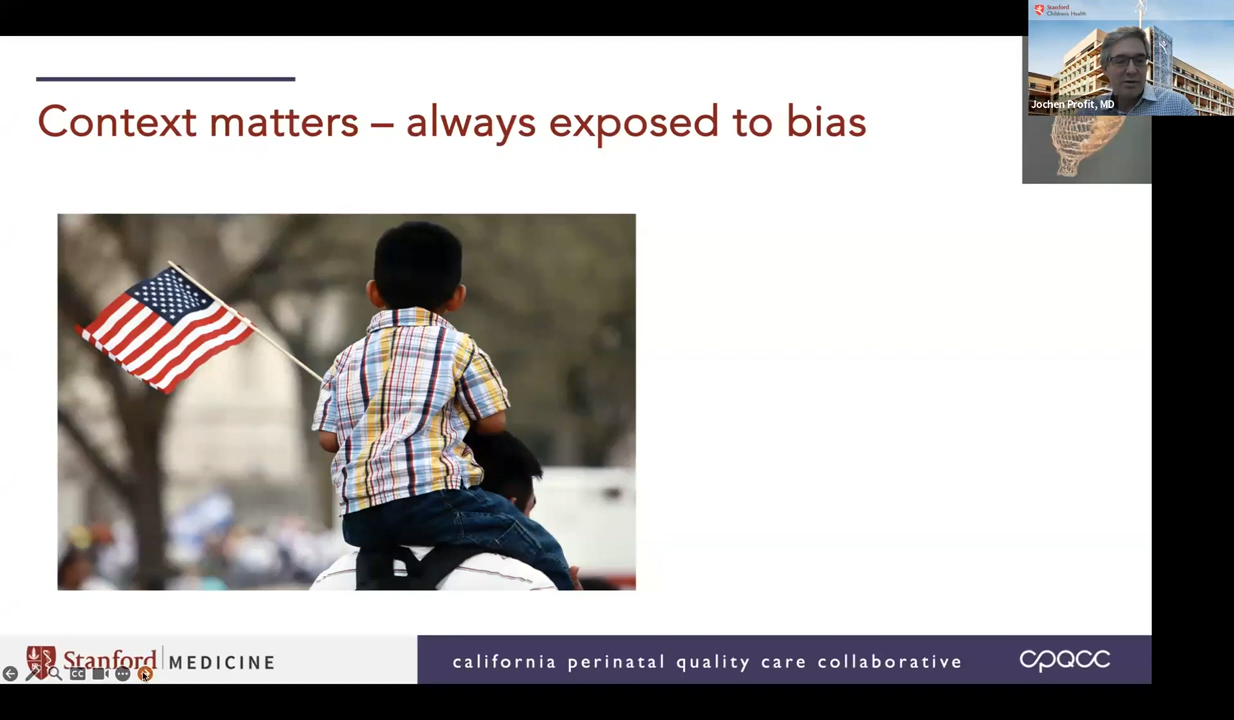 Stanford
Children's Health
Jochen Profit, MD
Context matters – always exposed to bias
Stanford MEDICINE
california perinatal quality care collaborative
cpqcc
CC